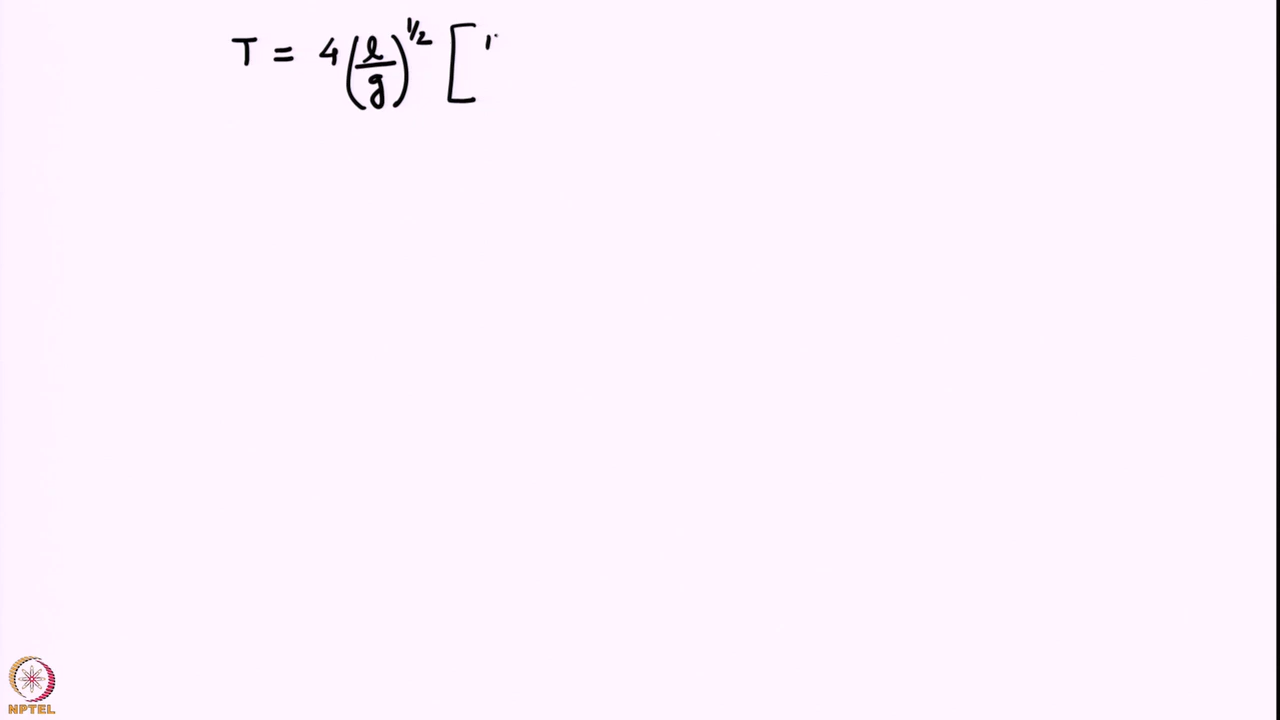 T = 4 (l/g)^1/2 [
NPTEL